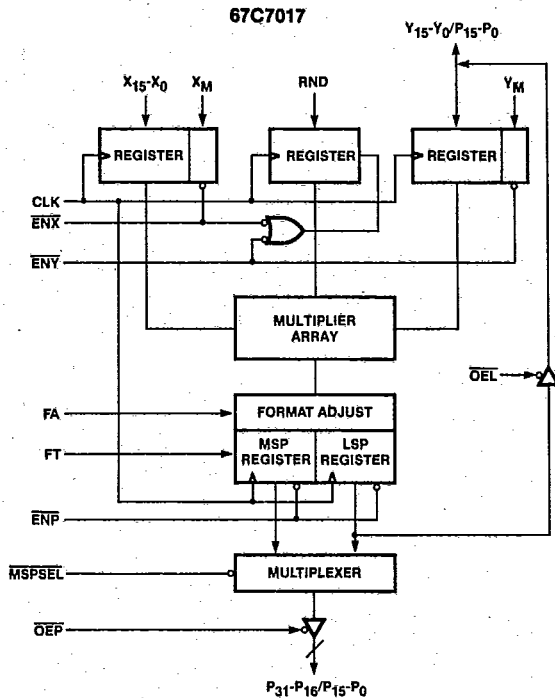 67C7017
Y15-Y0/P15-P0
X15-X0 XM RND YM
REGISTER REGISTER REGISTER
CLK
ENX
ENY
MULTIPLIER
ARRAY
OEL
FA FORMAT ADJUST
FT MSP REGISTER LSP REGISTER
ENP
MSPSEL MULTIPLEXER
OEP
P31-P16/P15-P0